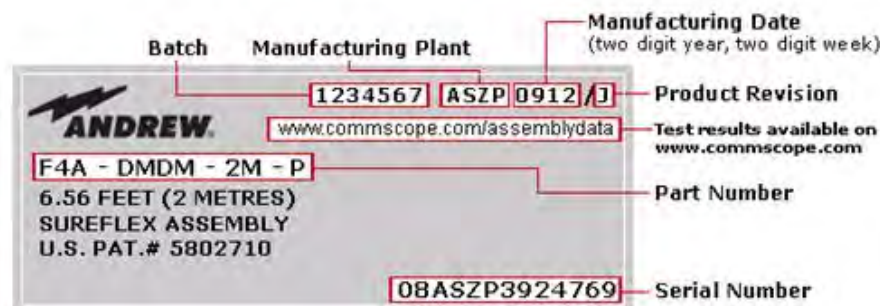 Manufacturing Date
(two digit year, two digit week)
Batch Manufacturing Plant
1234567 ASZP 0912 /J Product Revision
ANDREW.
www.commscope.com/assemblydata Test results available on
www.commscope.com
F4A - DMDM - 2M - P
Part Number
6.56 FEET (2 METRES)
SUREFLEX ASSEMBLY
U.S. PAT.# 5802710
08ASZP3924769 Serial Number